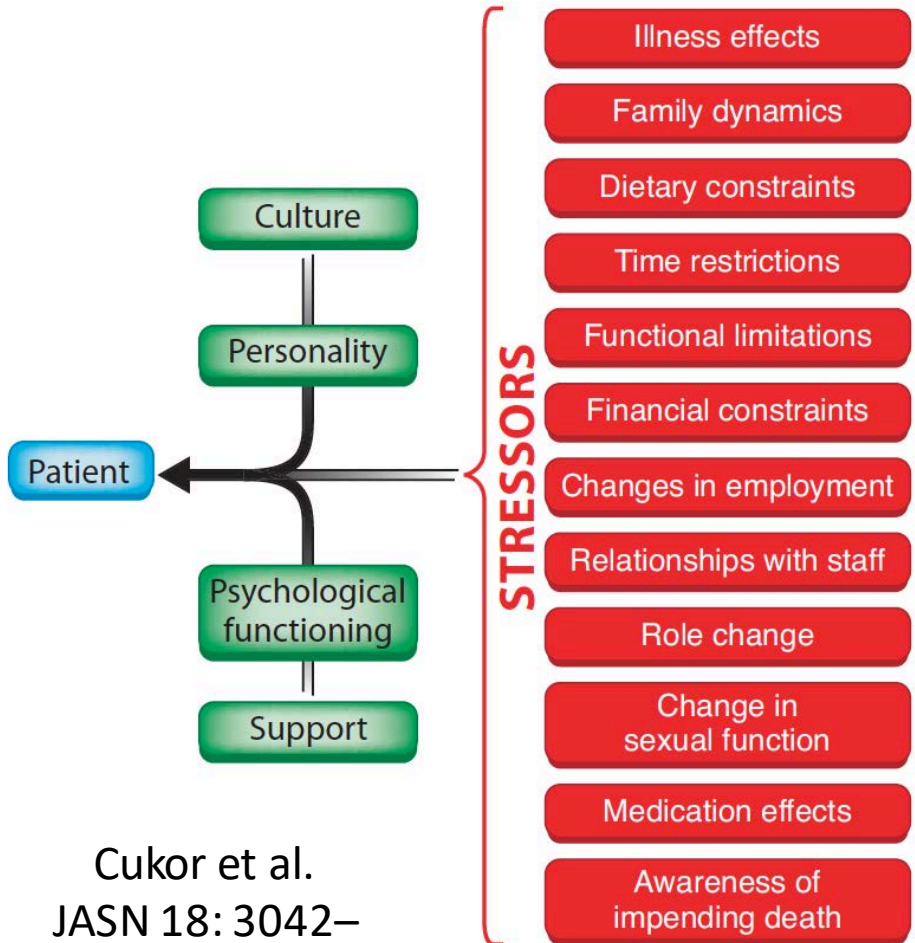 Culture
Personality
Patient
Psychological
functioning
Support
STRESSORS
Illness effects
Family dynamics
Dietary constraints
Time restrictions
Functional limitations
Financial constraints
Changes in employment
Relationships with staff
Role change
Change in
sexual function
Medication effects
Awareness of
impending death
Cukor et al.
JASN 18: 3042–